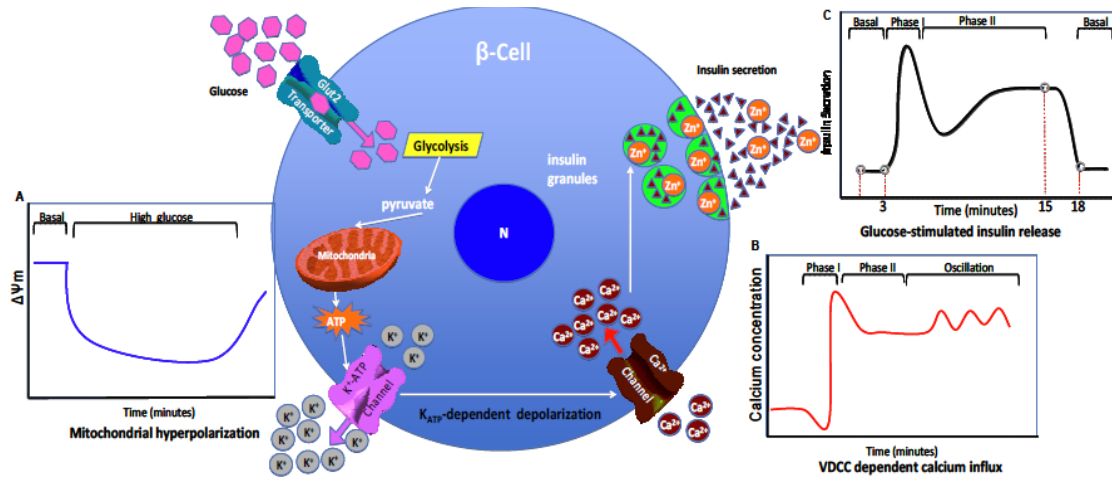 β-Cell
Glucose
Glut2
Transporter
Glycolysis
pyruvate
Mitochondria
ATP
K⁺-ATP
Channel
K⁺
K⁺
K⁺
K⁺
K⁺
K⁺
K⁺
K⁺
K⁺
K⁺
K⁺
K_ATP-dependent depolarization
N
insulin
granules
Insulin secretion
Zn⁺
Zn⁺
Zn⁺
Zn⁺
Zn⁺
Zn⁺
Zn⁺
Zn⁺
Zn⁺
Ca²⁺
Ca²⁺
Ca²⁺
Ca²⁺
Ca²⁺
Ca²⁺
Ca²⁺
Ca²⁺
Ca²⁺
Channel
Ca²⁺
Ca²⁺
Ca²⁺
Ca²⁺
A
Basal
High glucose
ΔΨm
Time (minutes)
Mitochondrial hyperpolarization
C
Basal
Phase I
Phase II
Basal
Insulin Secretion
3
Time (minutes)
15
18
Glucose-stimulated insulin release
B
Phase I
Phase II
Oscillation
Calcium concentration
Time (minutes)
VDCC dependent calcium influx